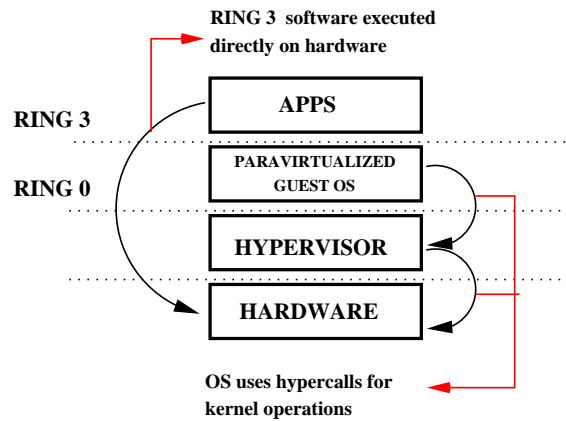 RING 3 software executed
directly on hardware
APPS
RING 3
PARAVIRTUALIZED
GUEST OS
RING 0
HYPERVISOR
HARDWARE
OS uses hypercalls for
kernel operations